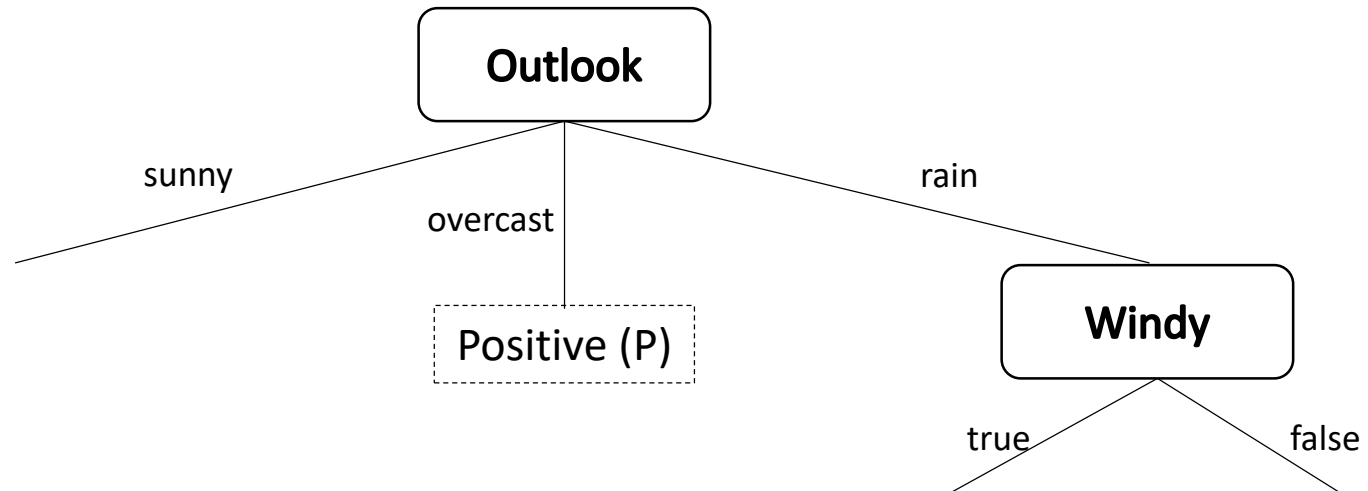 Outlook
sunny
overcast
rain
Positive (P)
Windy
true
false